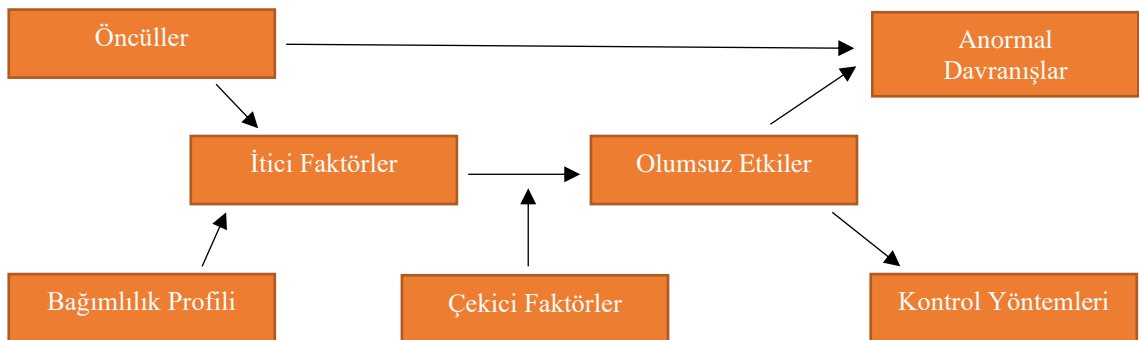 Öncüller
Anormal
Davranışlar
İtici Faktörler
Olumsuz Etkiler
Bağımlılık Profili
Çekici Faktörler
Kontrol Yöntemleri